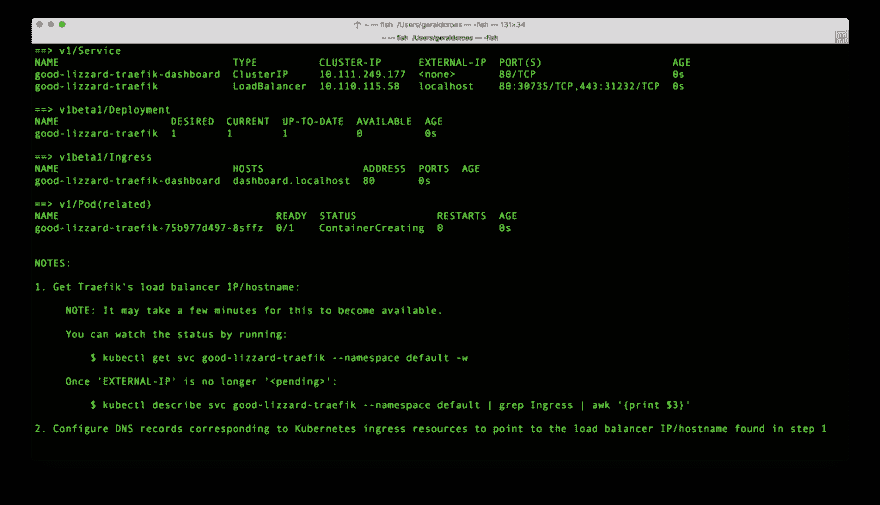 ~ — fish /Users/geraldcroes — -fish — 131×34
~ — fish /Users/geraldcroes — -fish
==> v1/Service
NAME TYPE CLUSTER-IP EXTERNAL-IP PORT(S) AGE
good-lizzard-traefik-dashboard ClusterIP 10.111.249.177 <none> 80/TCP 0s
good-lizzard-traefik LoadBalancer 10.110.115.58 localhost 80:30735/TCP,443:31232/TCP 0s
==> v1beta1/Deployment
NAME DESIRED CURRENT UP-TO-DATE AVAILABLE AGE
good-lizzard-traefik 1 1 1 0 0s
==> v1beta1/Ingress
NAME HOSTS ADDRESS PORTS AGE
good-lizzard-traefik-dashboard dashboard.localhost 80 0s
==> v1/Pod(related)
NAME READY STATUS RESTARTS AGE
good-lizzard-traefik-75b977d497-8sffz 0/1 ContainerCreating 0 0s
NOTES:
1. Get Traefik's load balancer IP/hostname:
NOTE: It may take a few minutes for this to become available.
You can watch the status by running:
$ kubectl get svc good-lizzard-traefik --namespace default -w
Once 'EXTERNAL-IP' is no longer '<pending>':
$ kubectl describe svc good-lizzard-traefik --namespace default | grep Ingress | awk '{print $3}'
2. Configure DNS records corresponding to Kubernetes ingress resources to point to the load balancer IP/hostname found in step 1